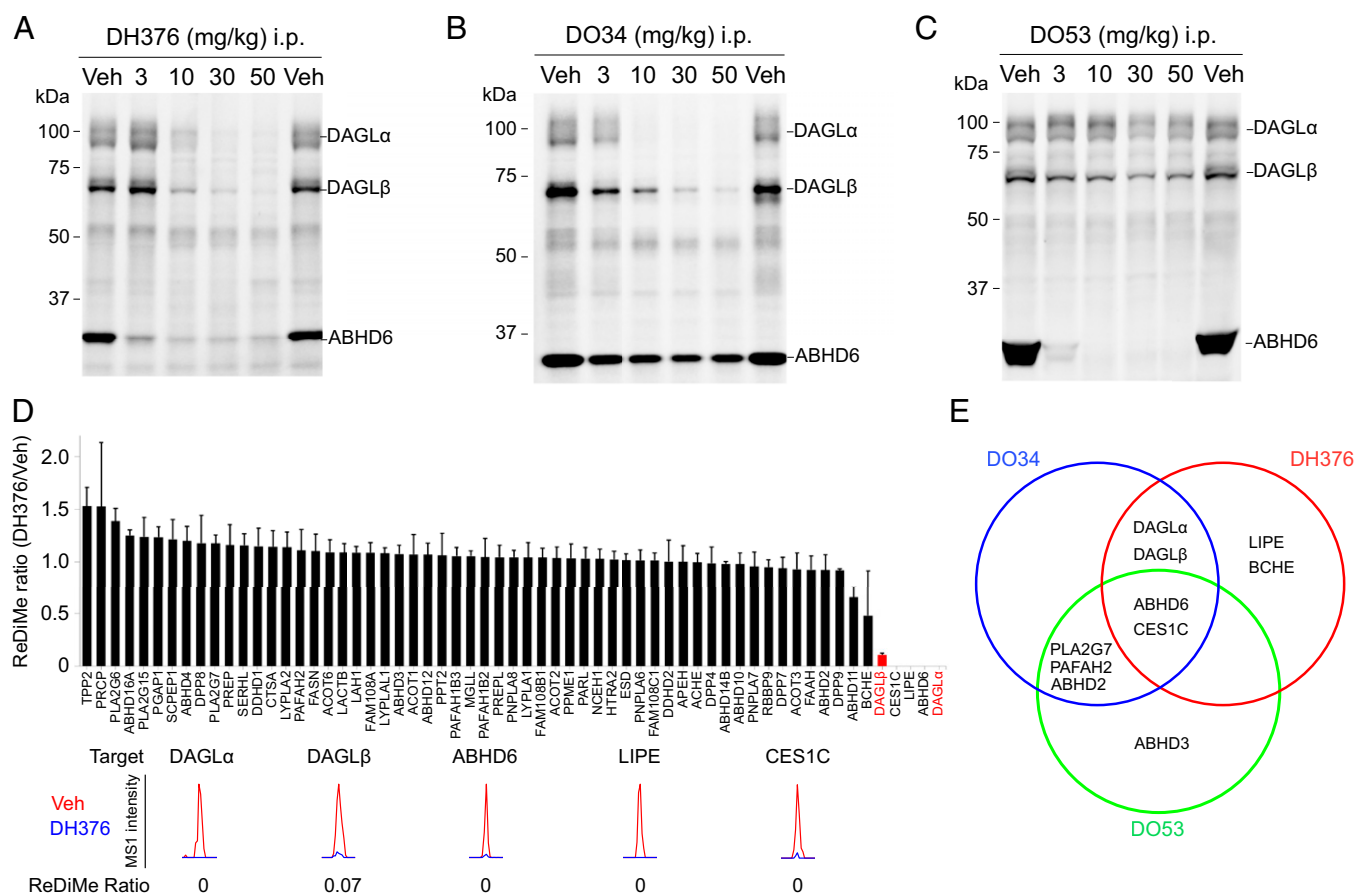 A
DH376 (mg/kg) i.p.
Veh 3 10 30 50 Veh
kDa
100
75
50
37
DAGLα
DAGLβ
ABHD6
B
DO34 (mg/kg) i.p.
Veh 3 10 30 50 Veh
kDa
100
75
50
37
DAGLα
DAGLβ
ABHD6
C
DO53 (mg/kg) i.p.
Veh 3 10 30 50 Veh
kDa
100
75
50
37
DAGLα
DAGLβ
ABHD6
D
ReDiMe ratio (DH376/Veh)
2.0
1.5
1.0
0.5
0
TPP2
PRCP
PLA2G6
ABHD16A
PLA2G15
PGAP1
SCPEP1
ABHD4
DPP8
PLA2G7
PREP
SERHL
DDHD1
CTSA
LYPLA2
PAFAH2
FASN
ACOT6
LACTB
LAH1
FAM108A
LYPLAL1
ABHD3
ACOT1
ABHD12
PPT2
PAFAH1B3
MGLL
PAFAH1B2
PREPL
PNPLA8
LYPLA1
FAM108B1
ACOT2
PPME1
PNPLA6
PARL
NCEH1
HTRA2
ESD
PNPLA6
FAM108C1
DDHD2
APEH
ACHE
DPP4
ABHD14B
ABHD10
PNPLA7
RBBP9
DPP7
ACOT3
FAAH
ABHD2
DPP9
ABHD11
BCHE
DAGLβ
CES1C
LIPE
ABHD6
DAGLα
Target DAGLα DAGLβ ABHD6 LIPE CES1C
Veh
DH376
MS1 intensity
ReDiMe Ratio 0 0.07 0 0 0
E
DO34
DH376
DAGLα
DAGLβ
LIPE
BCHE
ABHD6
CES1C
PLA2G7
PAFAH2
ABHD2
ABHD3
DO53